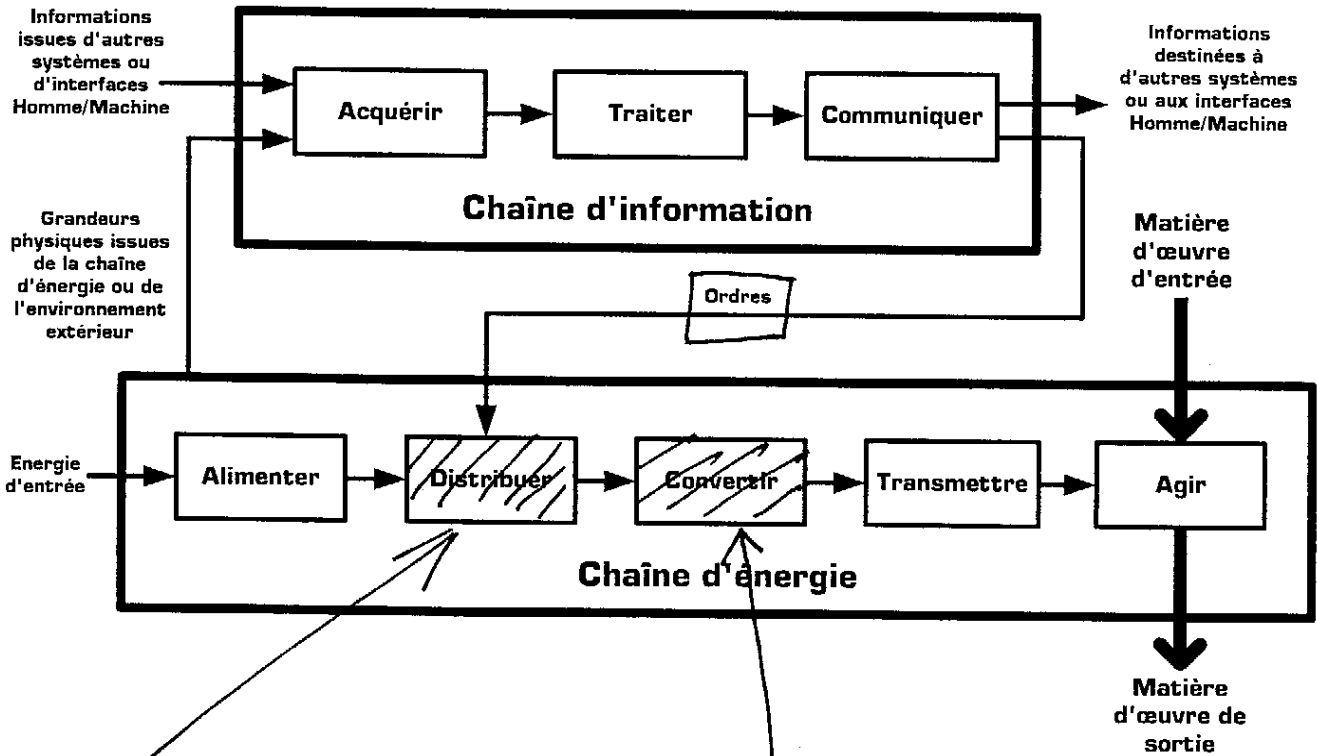 Informations
issues d'autres
systèmes ou
d'interfaces
Homme/Machine
Acquérir
Traiter
Communiquer
Informations
destinées à
d'autres systèmes
ou aux interfaces
Homme/Machine
Chaîne d'information
Grandeurs
physiques issues
de la chaîne
d'énergie ou de
l'environnement
extérieur
Ordres
Matière
d'œuvre
d'entrée
Energie
d'entrée
Alimenter
Distribuer
Convertir
Transmettre
Agir
Chaîne d'énergie
Matière
d'œuvre de
sortie